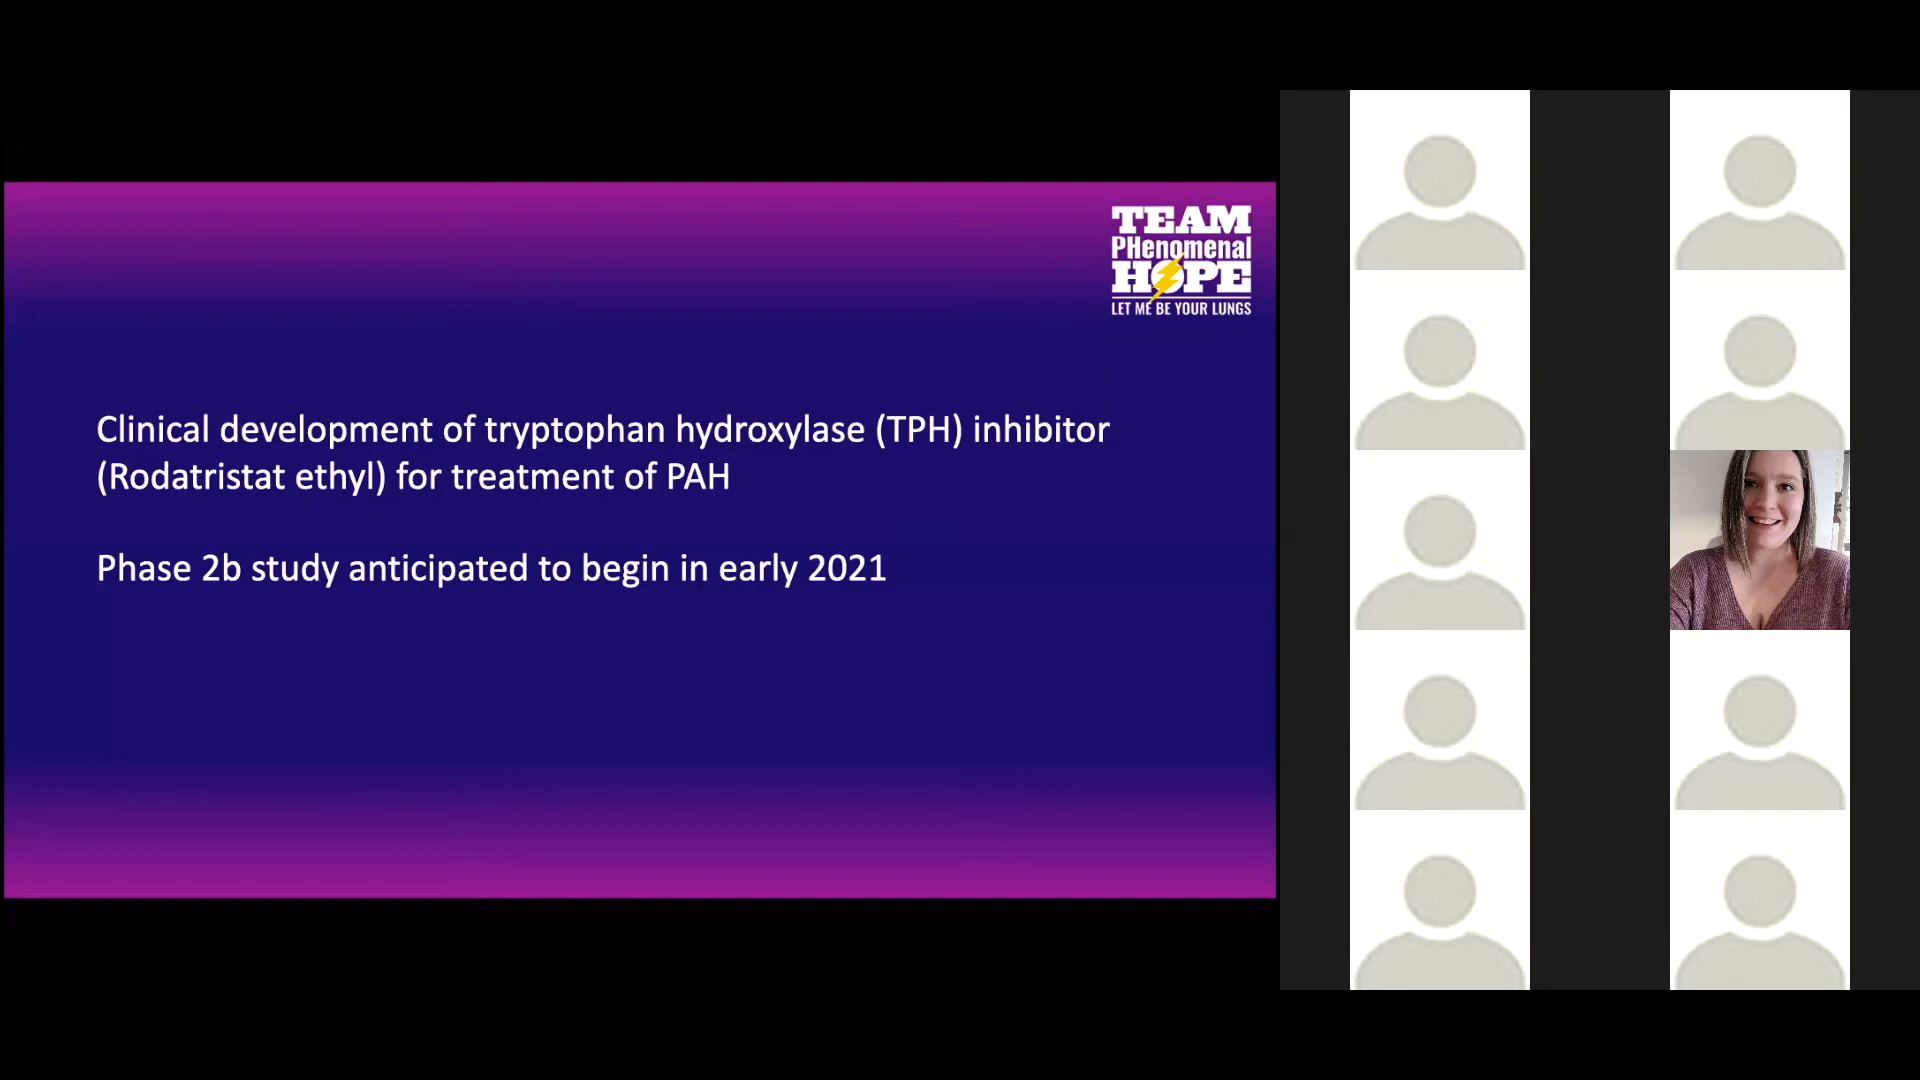 TEAM
PHenomenal
HOPE
LET ME BE YOUR LUNGS
Clinical development of tryptophan hydroxylase (TPH) inhibitor
(Rodatristat ethyl) for treatment of PAH
Phase 2b study anticipated to begin in early 2021